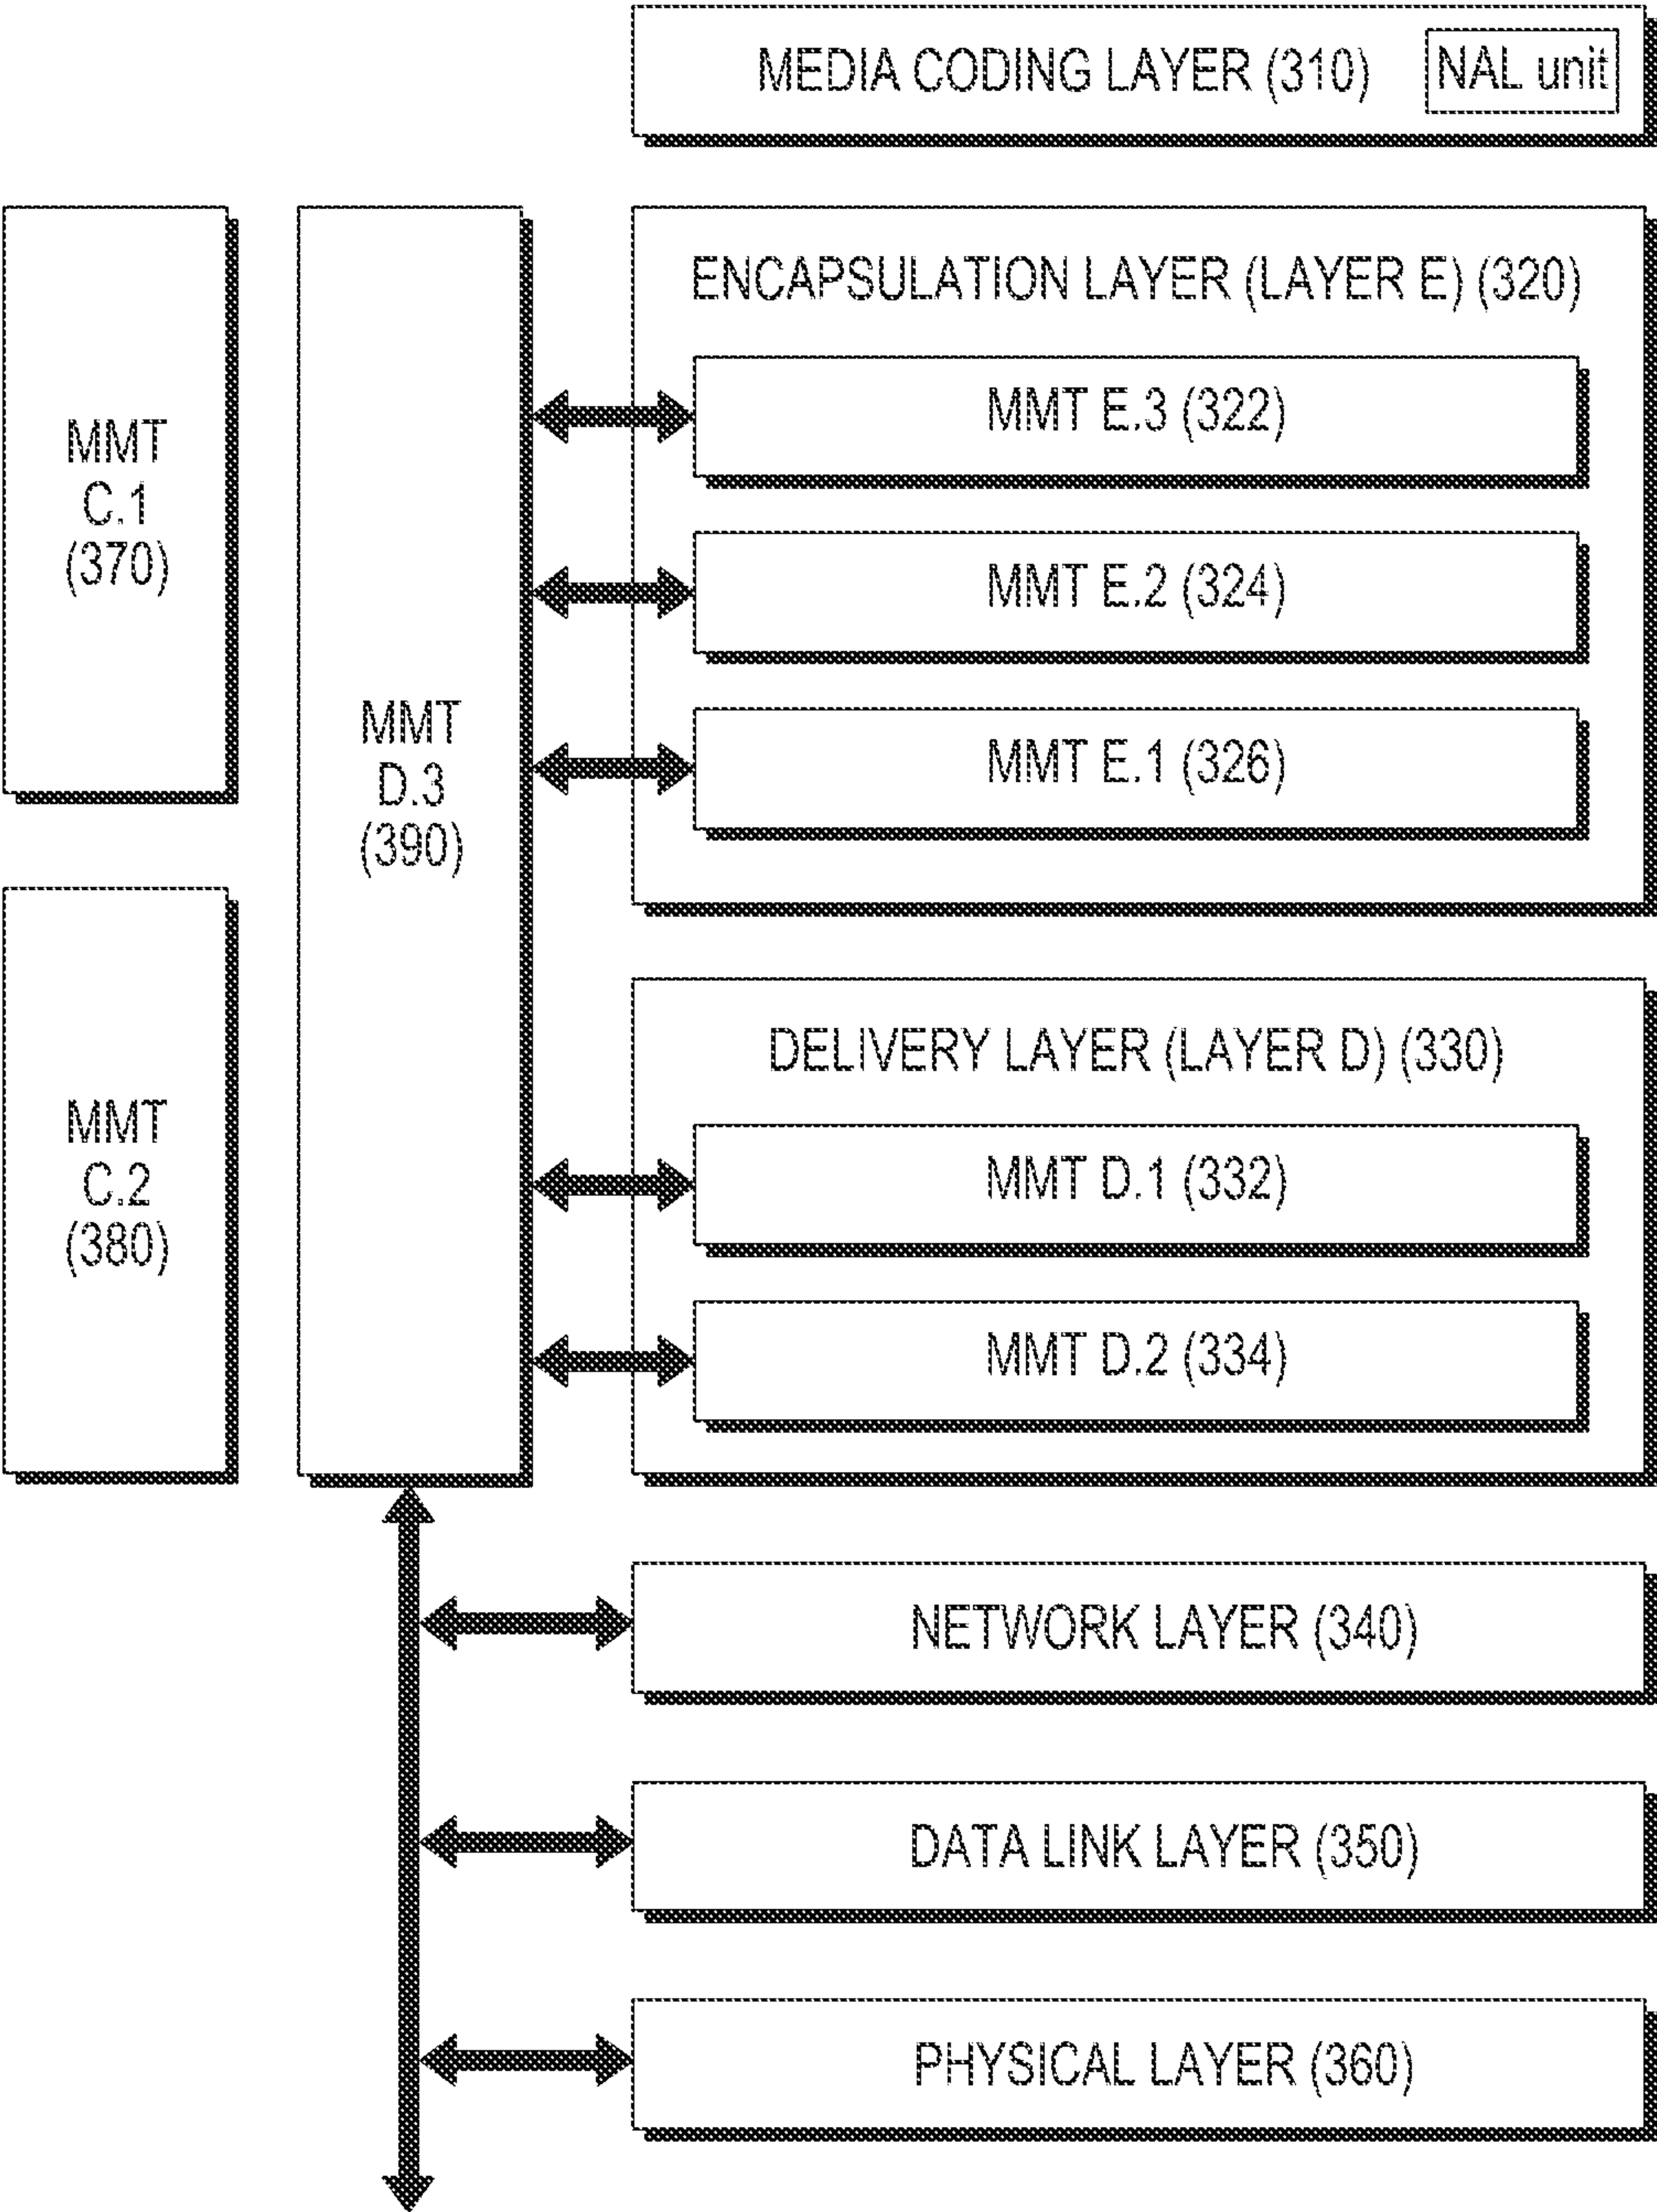 MEDIA CODING LAYER (310)
NAL unit
ENCAPSULATION LAYER (LAYER E) (320)
MMT E.3 (322)
MMT E.2 (324)
MMT E.1 (326)
MMT
C.1
(370)
MMT
D.3
(390)
MMT
C.2
(380)
DELIVERY LAYER (LAYER D) (330)
MMT D.1 (332)
MMT D.2 (334)
NETWORK LAYER (340)
DATA LINK LAYER (350)
PHYSICAL LAYER (360)